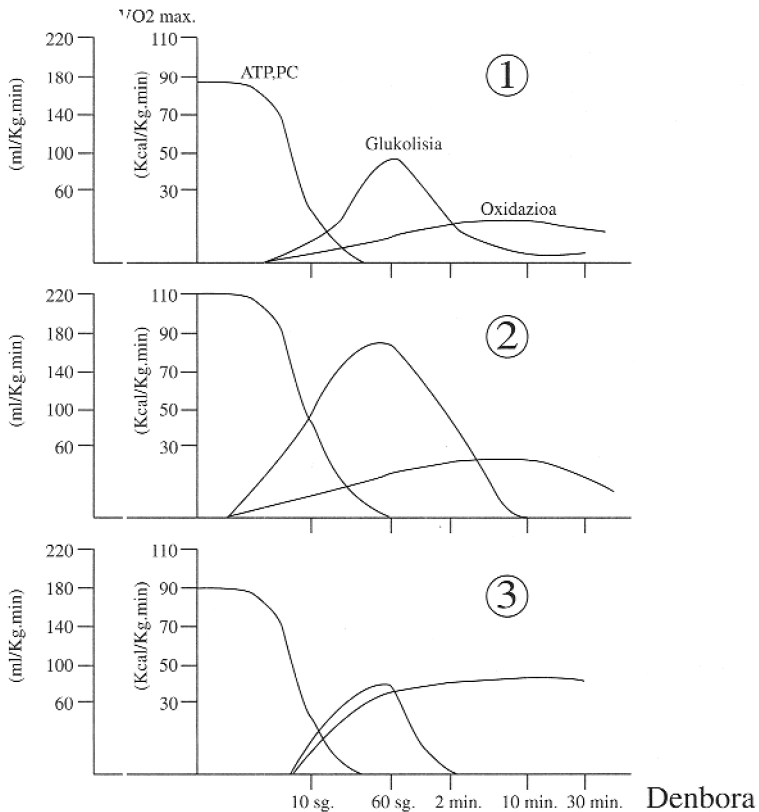 VO2 max.
220 110
180 90
140 70
100 50
60 30
(ml/Kg.min) (Kcal/Kg.min)
ATP,PC
Glukolisia
Oxidazioa
1
220 110
180 90
140 70
100 50
60 30
(ml/Kg.min) (Kcal/Kg.min)
2
220 110
180 90
140 70
100 50
60 30
(ml/Kg.min) (Kcal/Kg.min)
3
10 sg. 60 sg. 2 min. 10 min. 30 min. Denbora